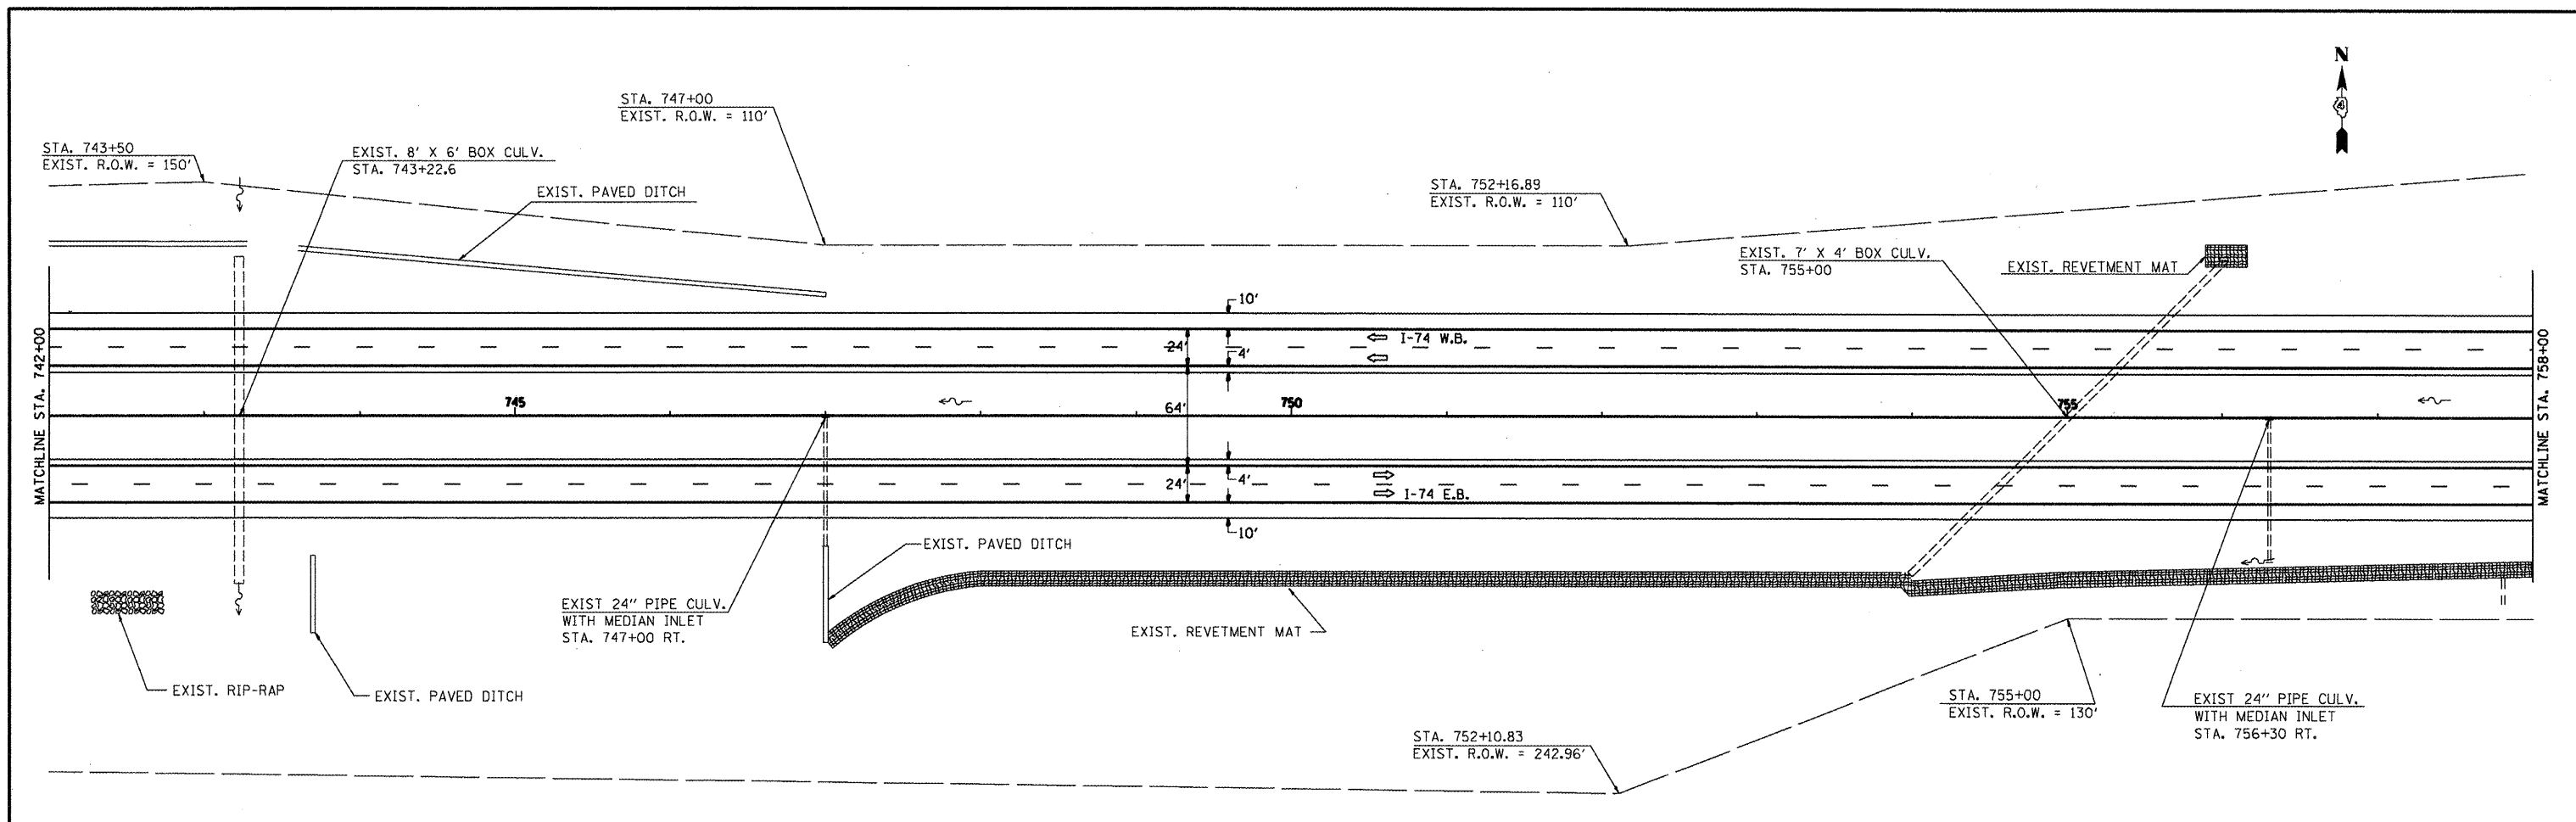 N
4
STA. 747+00
EXIST. R.O.W. = 110'
STA. 743+50
EXIST. R.O.W. = 150'
EXIST. 8' X 6' BOX CULV.
STA. 743+22.6
EXIST. PAVED DITCH
STA. 752+16.89
EXIST. R.O.W. = 110'
EXIST. 7' X 4' BOX CULV.
STA. 755+00
EXIST. REVETMENT MAT
MATCHLINE STA. 742+00
MATCHLINE STA. 758+00
10'
24'
4'
I-74 W.B.
745
750
755
64'
24'
4'
I-74 E.B.
10'
EXIST. PAVED DITCH
EXIST 24" PIPE CULV.
WITH MEDIAN INLET
STA. 747+00 RT.
EXIST. REVETMENT MAT
EXIST. RIP-RAP
EXIST. PAVED DITCH
STA. 755+00
EXIST. R.O.W. = 130'
EXIST 24" PIPE CULV.
WITH MEDIAN INLET
STA. 756+30 RT.
STA. 752+10.83
EXIST. R.O.W. = 242.96'